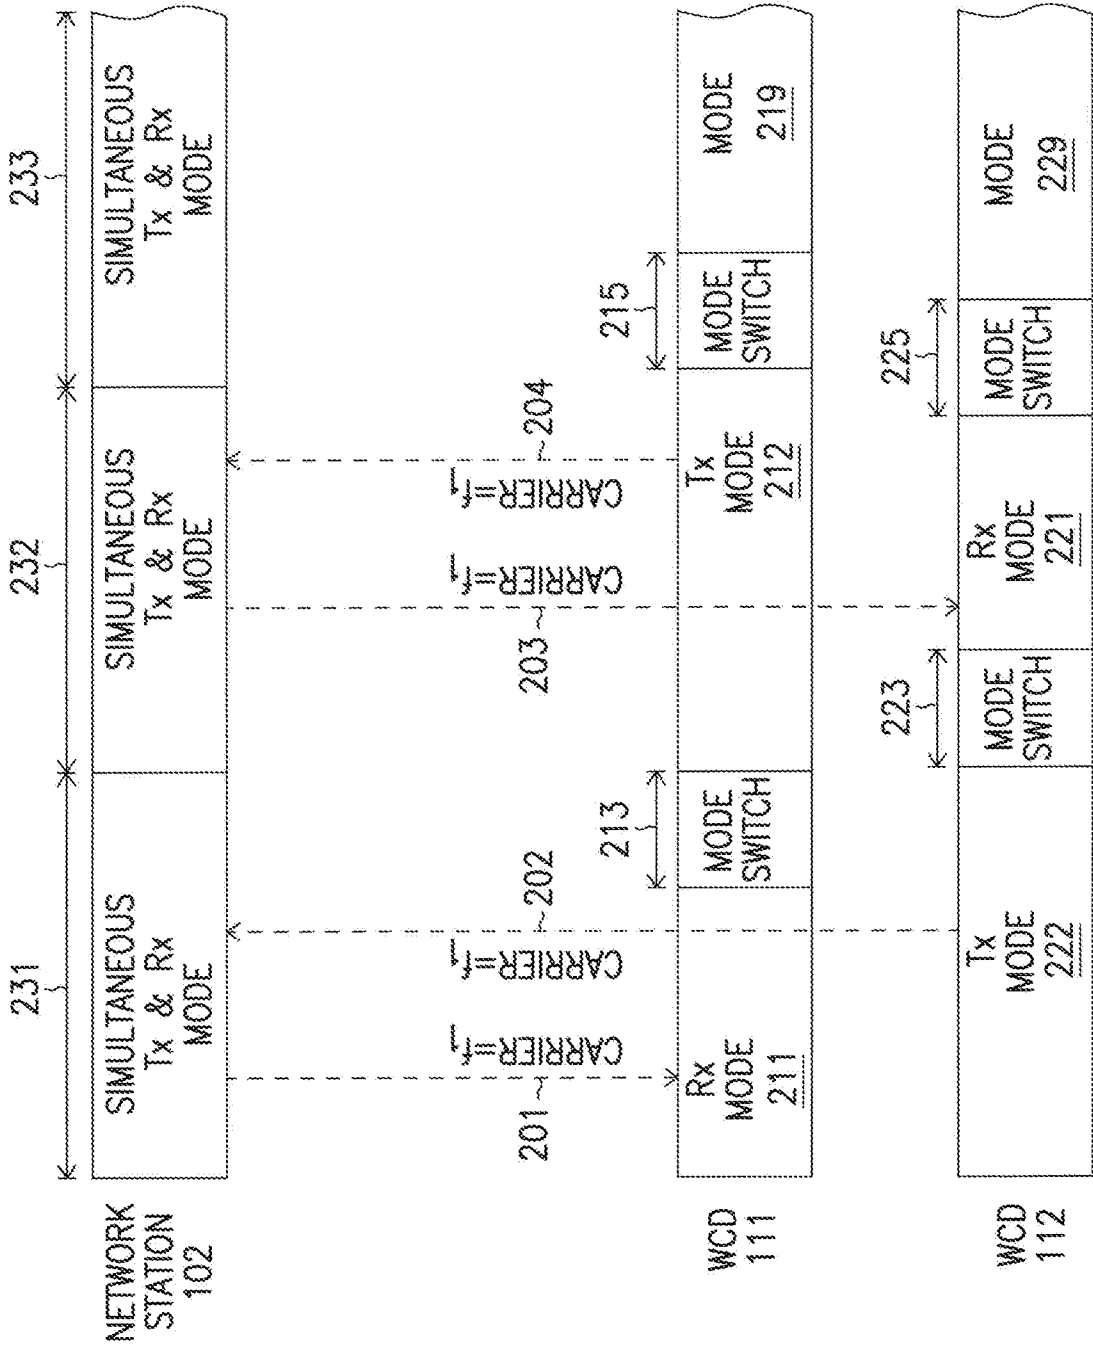 231
232
233
NETWORK
STATION
102
SIMULTANEOUS
Tx & Rx
MODE
SIMULTANEOUS
Tx & Rx
MODE
SIMULTANEOUS
Tx & Rx
MODE
201
CARRIER=f1
CARRIER=f1
202
203
CARRIER=f1
CARRIER=f1
204
213
215
WCD
111
Rx
MODE
211
MODE
SWITCH
Tx
MODE
212
MODE
SWITCH
MODE
219
223
225
WCD
112
Tx
MODE
222
MODE
SWITCH
Rx
MODE
221
MODE
SWITCH
MODE
229